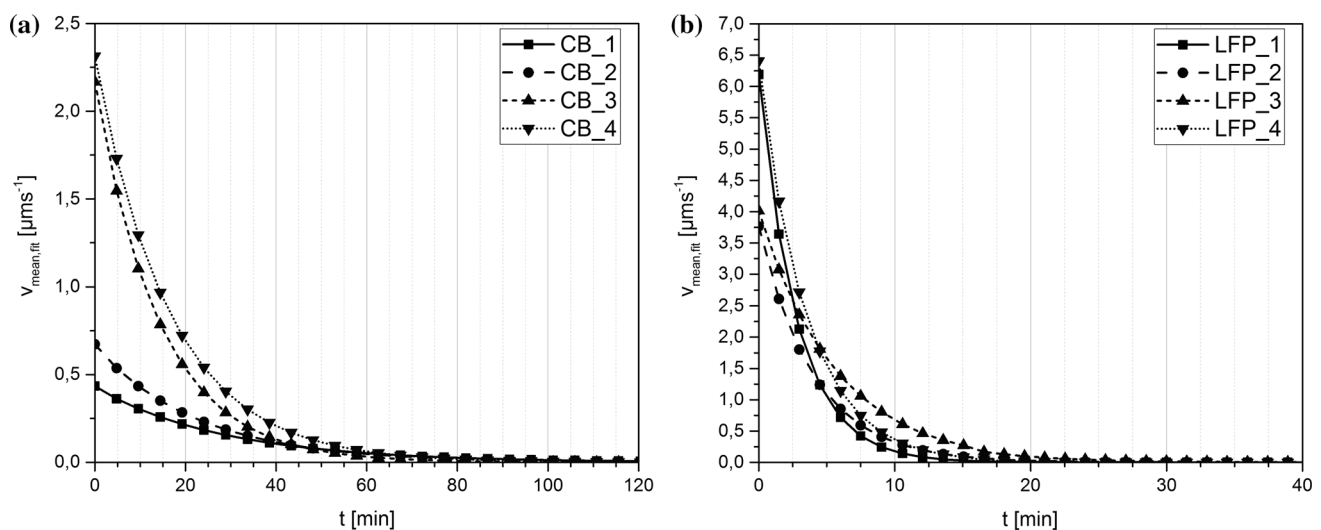 (a)
CB_1
CB_2
CB_3
CB_4
2,5
2,0
1,5
1,0
0,5
0,0
v_mean,fit [µms⁻¹]
0 20 40 60 80 100 120
t [min]
(b)
LFP_1
LFP_2
LFP_3
LFP_4
7,0
6,5
6,0
5,5
5,0
4,5
4,0
3,5
3,0
2,5
2,0
1,5
1,0
0,5
0,0
v_mean,fit [µms⁻¹]
0 10 20 30 40
t [min]